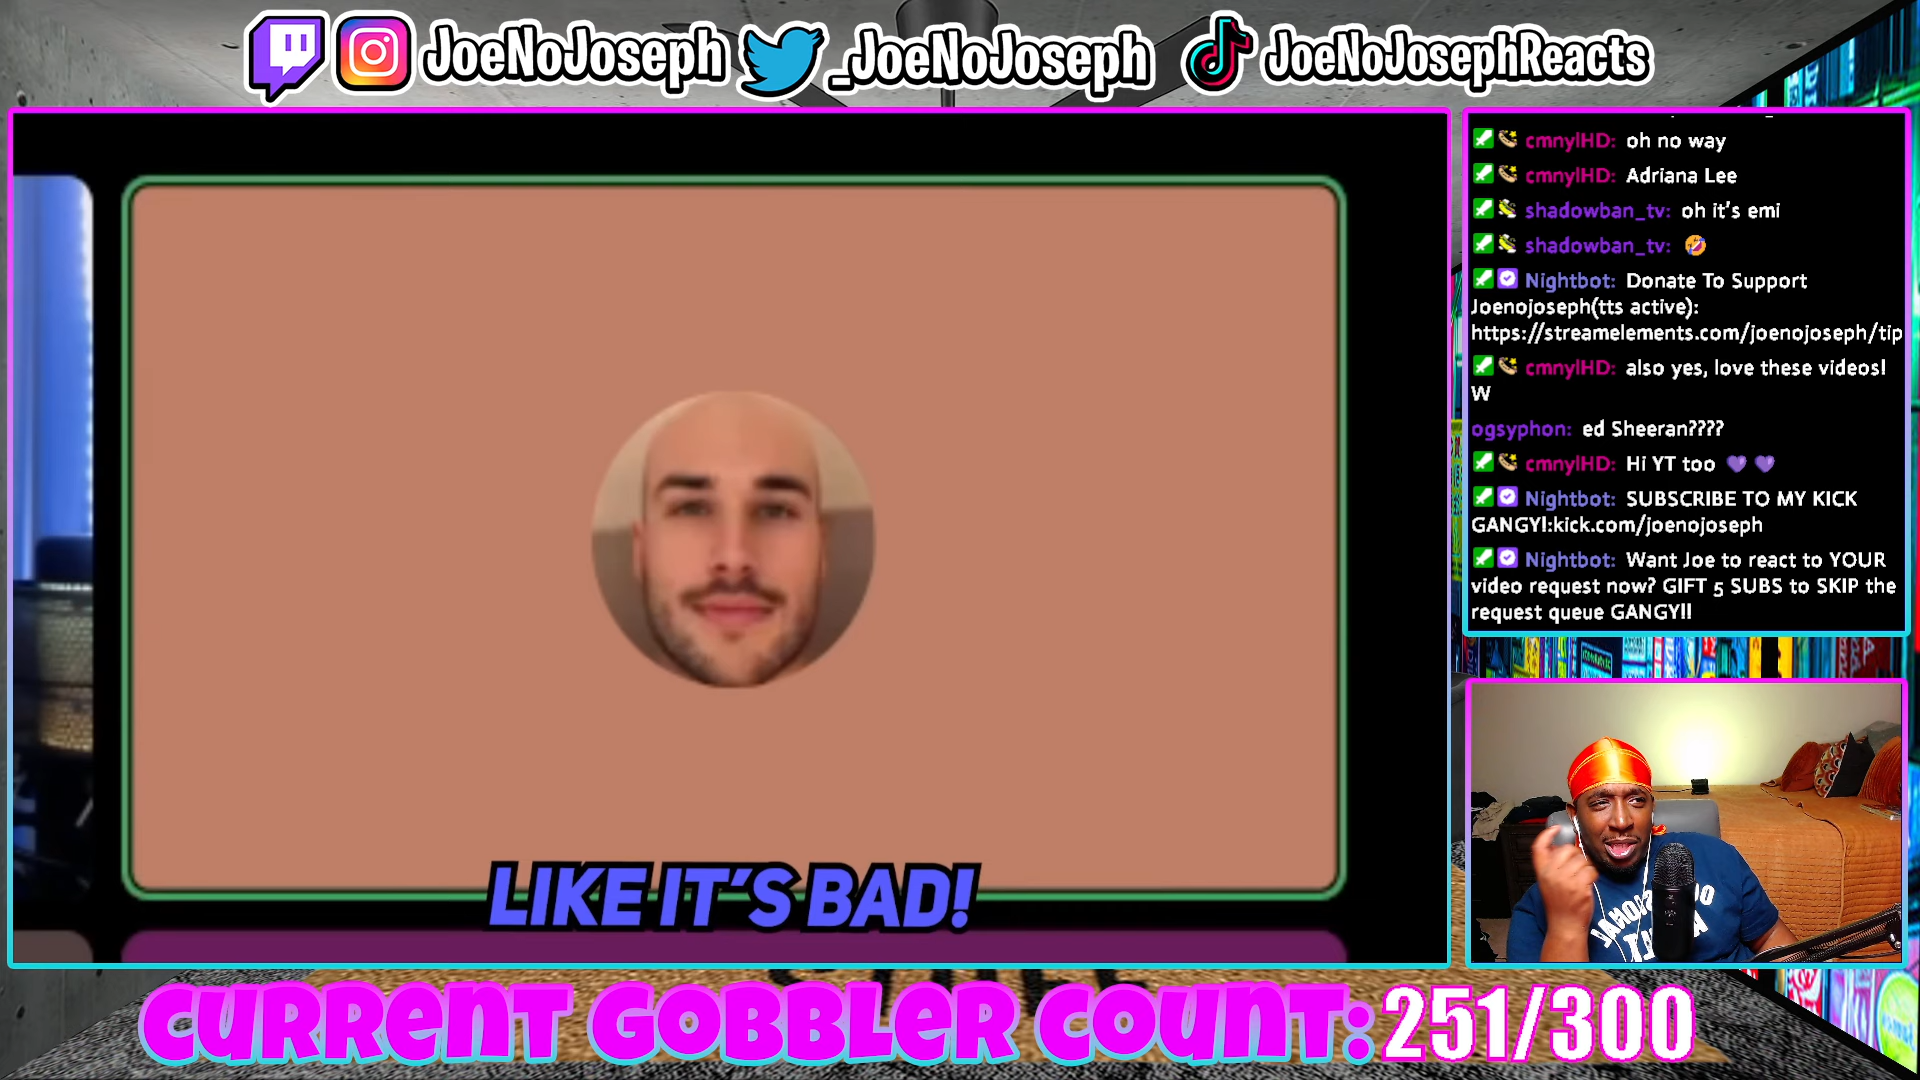 JoeNoJoseph
_JoeNoJoseph
JoeNoJosephReacts
cmnylHD: oh no way
cmnylHD: Adriana Lee
shadowban_tv: oh it's emi
shadowban_tv: 🤣
Nightbot: Donate To Support
Joenojoseph(tts active):
https://streamelements.com/joenojoseph/tip
cmnylHD: also yes, love these videos!
W
ogsyphon: ed Sheeran????
cmnylHD: Hi YT too 💜 💜
Nightbot: SUBSCRIBE TO MY KICK
GANGY!:kick.com/joenojoseph
Nightbot: Want Joe to react to YOUR
video request now? GIFT 5 SUBS to SKIP the
request queue GANGY!!
LIKE IT'S BAD!
CURRENT GOBBLER COUNT: 251/300